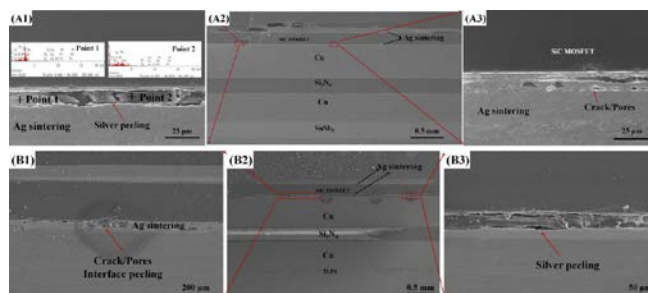 (A1)
Point 1
Point 2
Point 1
Point 2
Ag sintering
Silver peeling
25 μm
(A2)
SiC MOSFET
Ag sintering
Cu
Si₃N₄
Cu
0.5 mm
(A3)
SiC MOSFET
Ag sintering
Crack/Pores
25 μm
(B1)
Ag sintering
Crack/Pores
Interface peeling
200 μm
(B2)
Ag sintering
SiC MOSFET
Cu
Si₃N₄
Cu
0.5 mm
(B3)
Silver peeling
50 μm